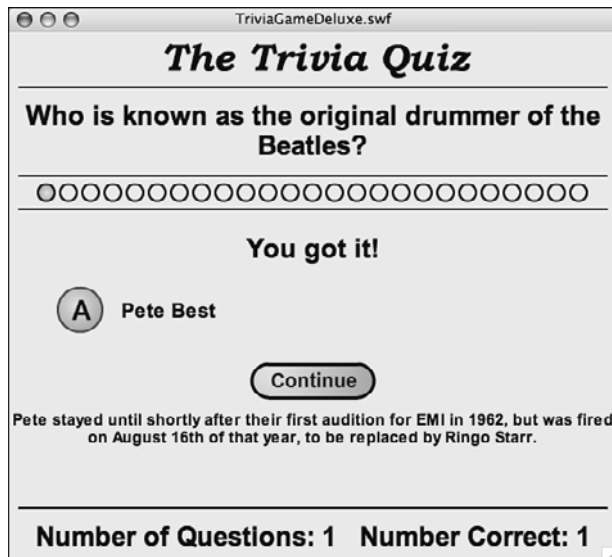 TriviaGameDeluxe.swf
The Trivia Quiz
Who is known as the original drummer of the
Beatles?
You got it!
A Pete Best
Continue
Pete stayed until shortly after their first audition for EMI in 1962, but was fired
on August 16th of that year, to be replaced by Ringo Starr.
Number of Questions: 1 Number Correct: 1